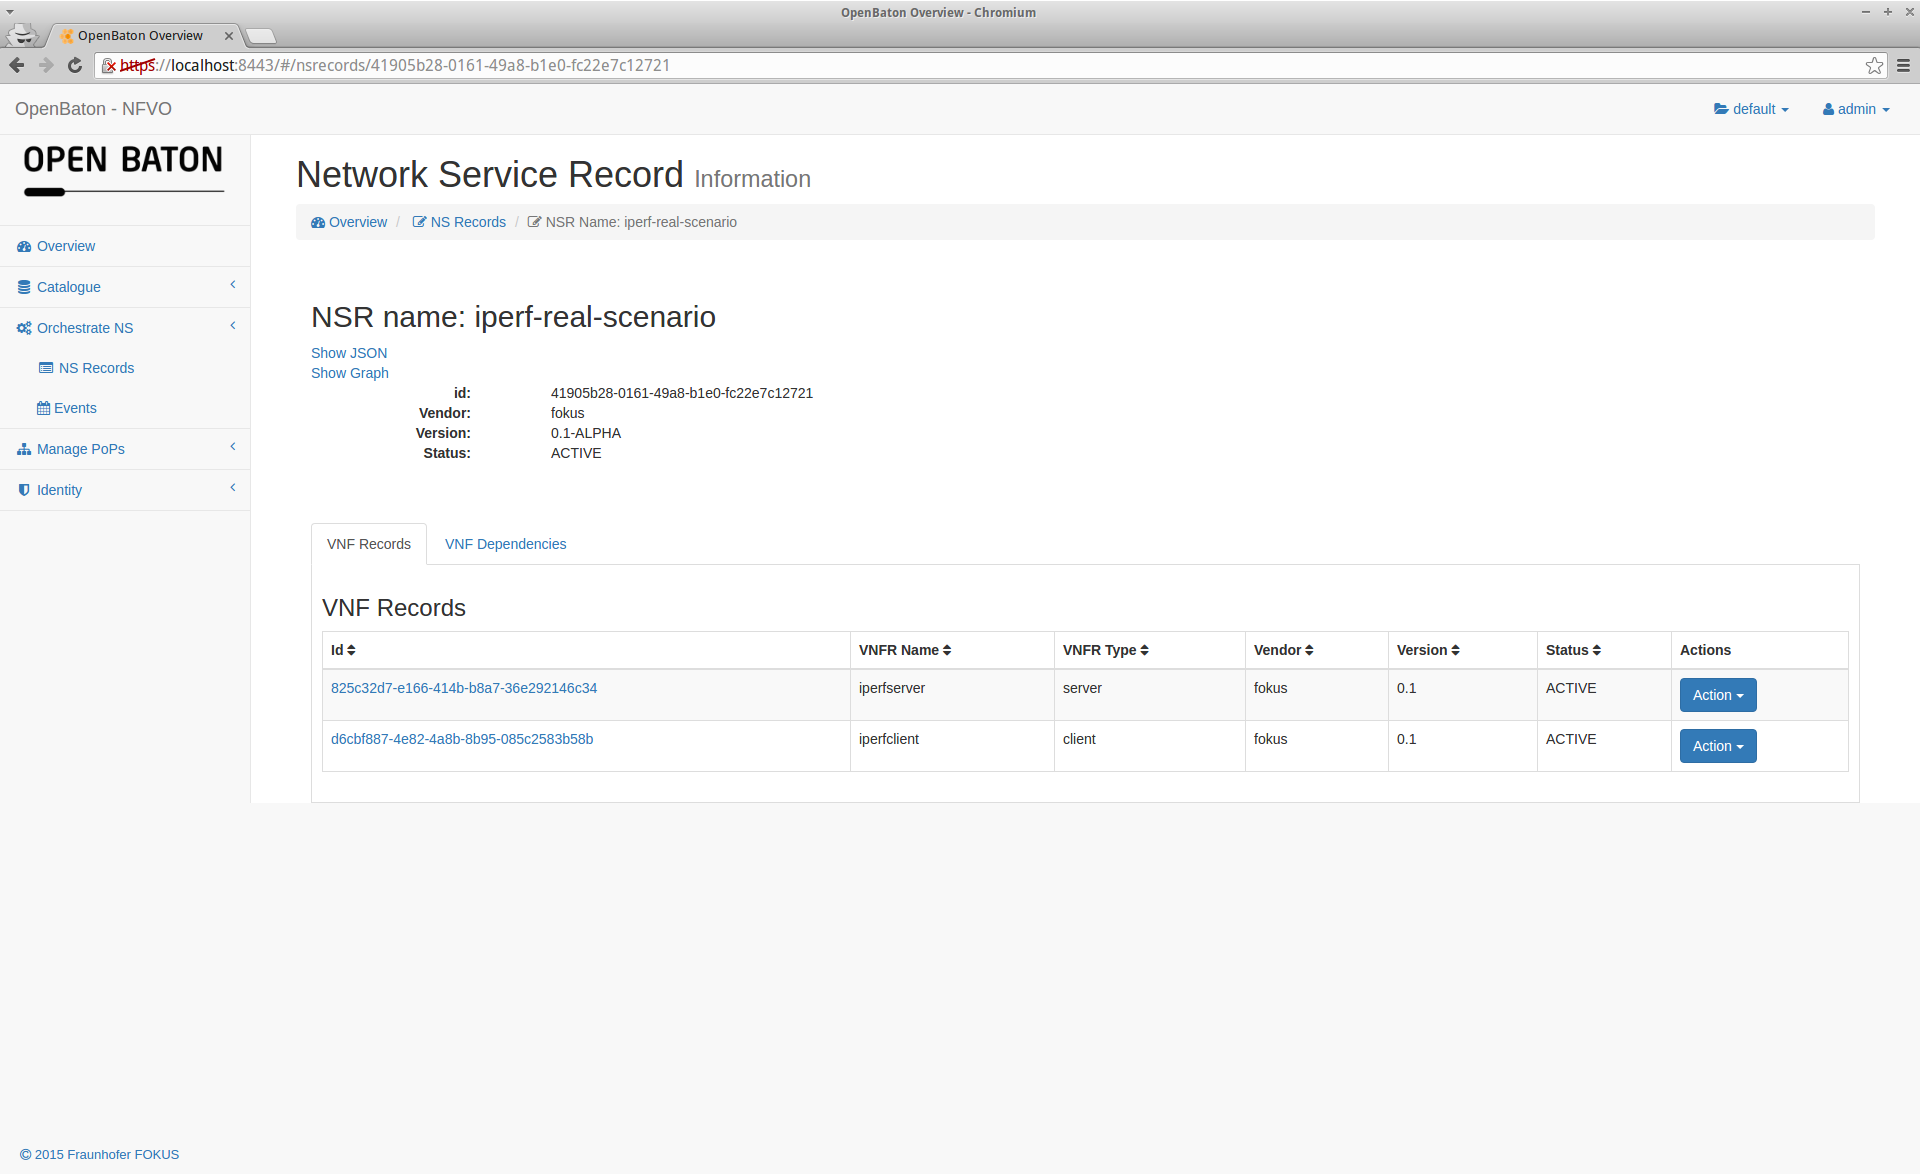 OpenBaton Overview - Chromium
OpenBaton Overview
https://localhost:8443/#/nsrecords/41905b28-0161-49a8-b1e0-fc22e7c12721
OpenBaton - NFVO
default
admin
OPEN BATON
Overview
Catalogue
Orchestrate NS
NS Records
Events
Manage PoPs
Identity
Network Service Record Information
Overview / NS Records / NSR Name: iperf-real-scenario
NSR name: iperf-real-scenario
Show JSON
Show Graph
id: 41905b28-0161-49a8-b1e0-fc22e7c12721
Vendor: fokus
Version: 0.1-ALPHA
Status: ACTIVE
VNF Records VNF Dependencies
VNF Records
Id VNFR Name VNFR Type Vendor Version Status Actions
825c32d7-e166-414b-b8a7-36e292146c34 iperfserver server fokus 0.1 ACTIVE Action
d6cbf887-4e82-4a8b-8b95-085c2583b58b iperfclient client fokus 0.1 ACTIVE Action
© 2015 Fraunhofer FOKUS